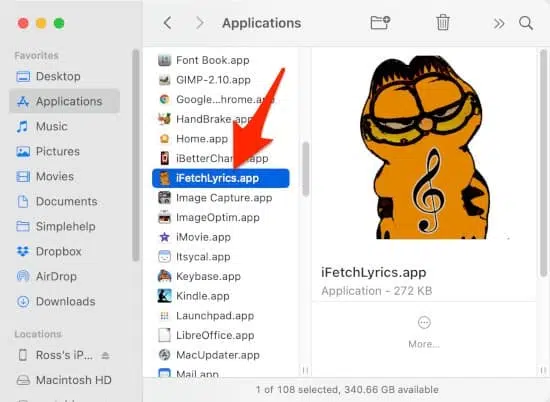 Applications
Favorites
Desktop
Applications
Music
Pictures
Movies
Documents
Simplehelp
Dropbox
AirDrop
Downloads
Locations
Ross's iP...
Macintosh HD
Font Book.app
GIMP-2.10.app
Google...hrome.app
HandBrake.app
Home.app
iBetterCha...app
iFetchLyrics.app
Image Capture.app
ImageOptim.app
iMovie.app
Itsycal.app
Keybase.app
Kindle.app
Launchpad.app
LibreOffice.app
MacUpdater.app
Mail.app
iFetchLyrics.app
Application - 272 KB
More...
1 of 108 selected, 340.66 GB available